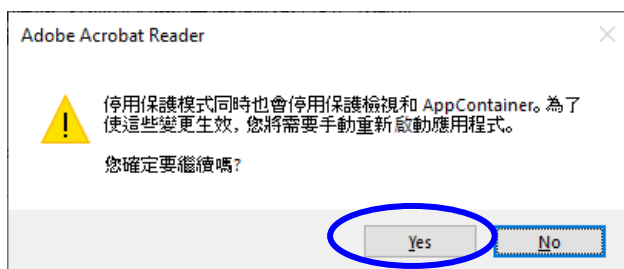 Adobe Acrobat Reader
停用保護模式同時也會停用保護檢視和 AppContainer。為了
使這些變更生效, 您將需要手動重新啟動應用程式。
您確定要繼續嗎?
Yes No